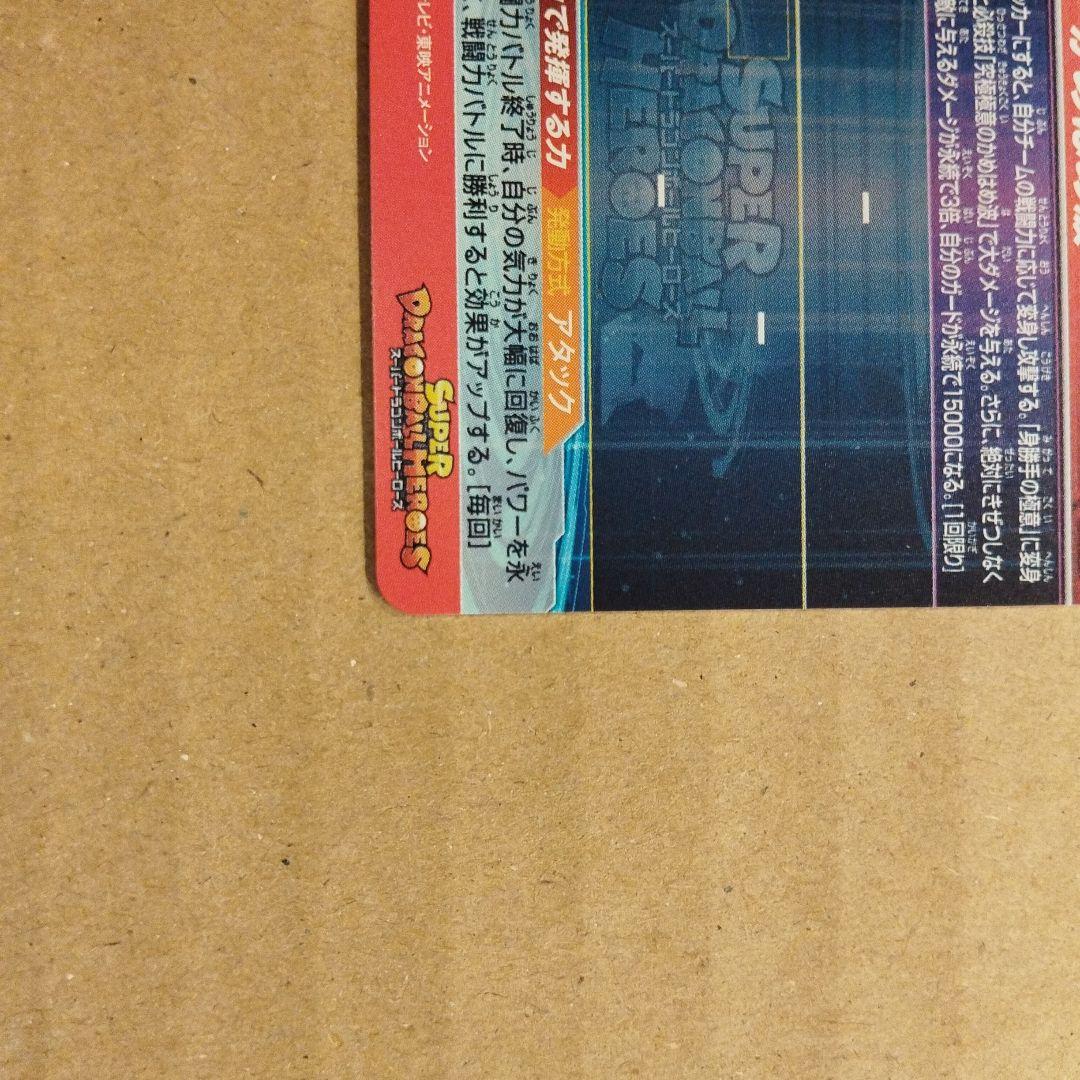 かめはめ波
ッカーにすると、自分チームの戦闘力に応じて変身し攻撃する。「身勝手の極意」に変身
と必殺技「究極極意のかめはめ波」で大ダメージを与える。さらに、絶対にきぜつしなく
敵に与えるダメージが永続で3倍、自分のガードが永続で15000になる。[1回限り]
SUPER
DRAGONBALL
スーパードラゴンボールヒーローズ
HEROES
で発揮する力
発動方式
アタック
闘力バトル終了時、自分の気力が大幅に回復し、パワーを永
、戦闘力バトルに勝利すると効果がアップする。[毎回]
レビ・東映アニメーション
SUPER
DRAGONBALL HEROES
スーパードラゴンボールヒーローズ